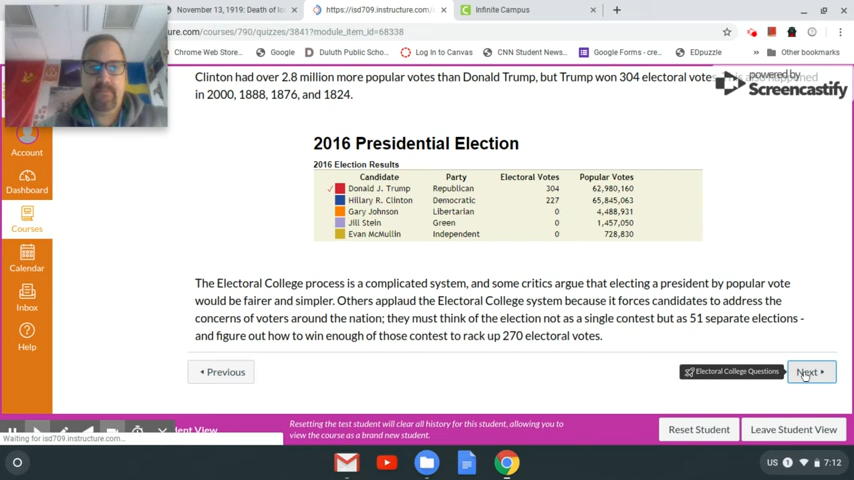 November 13, 1919: Death of Io
https://isd709.instructure.com/c
Infinite Campus
ure.com/courses/790/quizzes/3841?module_item_id=68338
Chrome Web Store...
Google
Duluth Public Schoo...
Log In to Canvas
CNN Student News...
Google Forms - crea...
EDpuzzle
Other bookmarks
Clinton had over 2.8 million more popular votes than Donald Trump, but Trump won 304 electoral votes
in 2000, 1888, 1876, and 1824.
powered by
Screencastify
2016 Presidential Election
2016 Election Results
Candidate Party Electoral Votes Popular Votes
Donald J. Trump Republican 304 62,980,160
Hillary R. Clinton Democratic 227 65,845,063
Gary Johnson Libertarian 0 4,488,931
Jill Stein Green 0 1,457,050
Evan McMullin Independent 0 728,830
Account
Dashboard
Courses
Calendar
Inbox
Help
The Electoral College process is a complicated system, and some critics argue that electing a president by popular vote
would be fairer and simpler. Others applaud the Electoral College system because it forces candidates to address the
concerns of voters around the nation; they must think of the election not as a single contest but as 51 separate elections -
and figure out how to win enough of those contest to rack up 270 electoral votes.
Previous
Electoral College Questions
Next
dent View
Resetting the test student will clear all history for this student, allowing you to
view the course as a brand new student.
Reset Student
Leave Student View
Waiting for isd709.instructure.com...
US 1 7:12